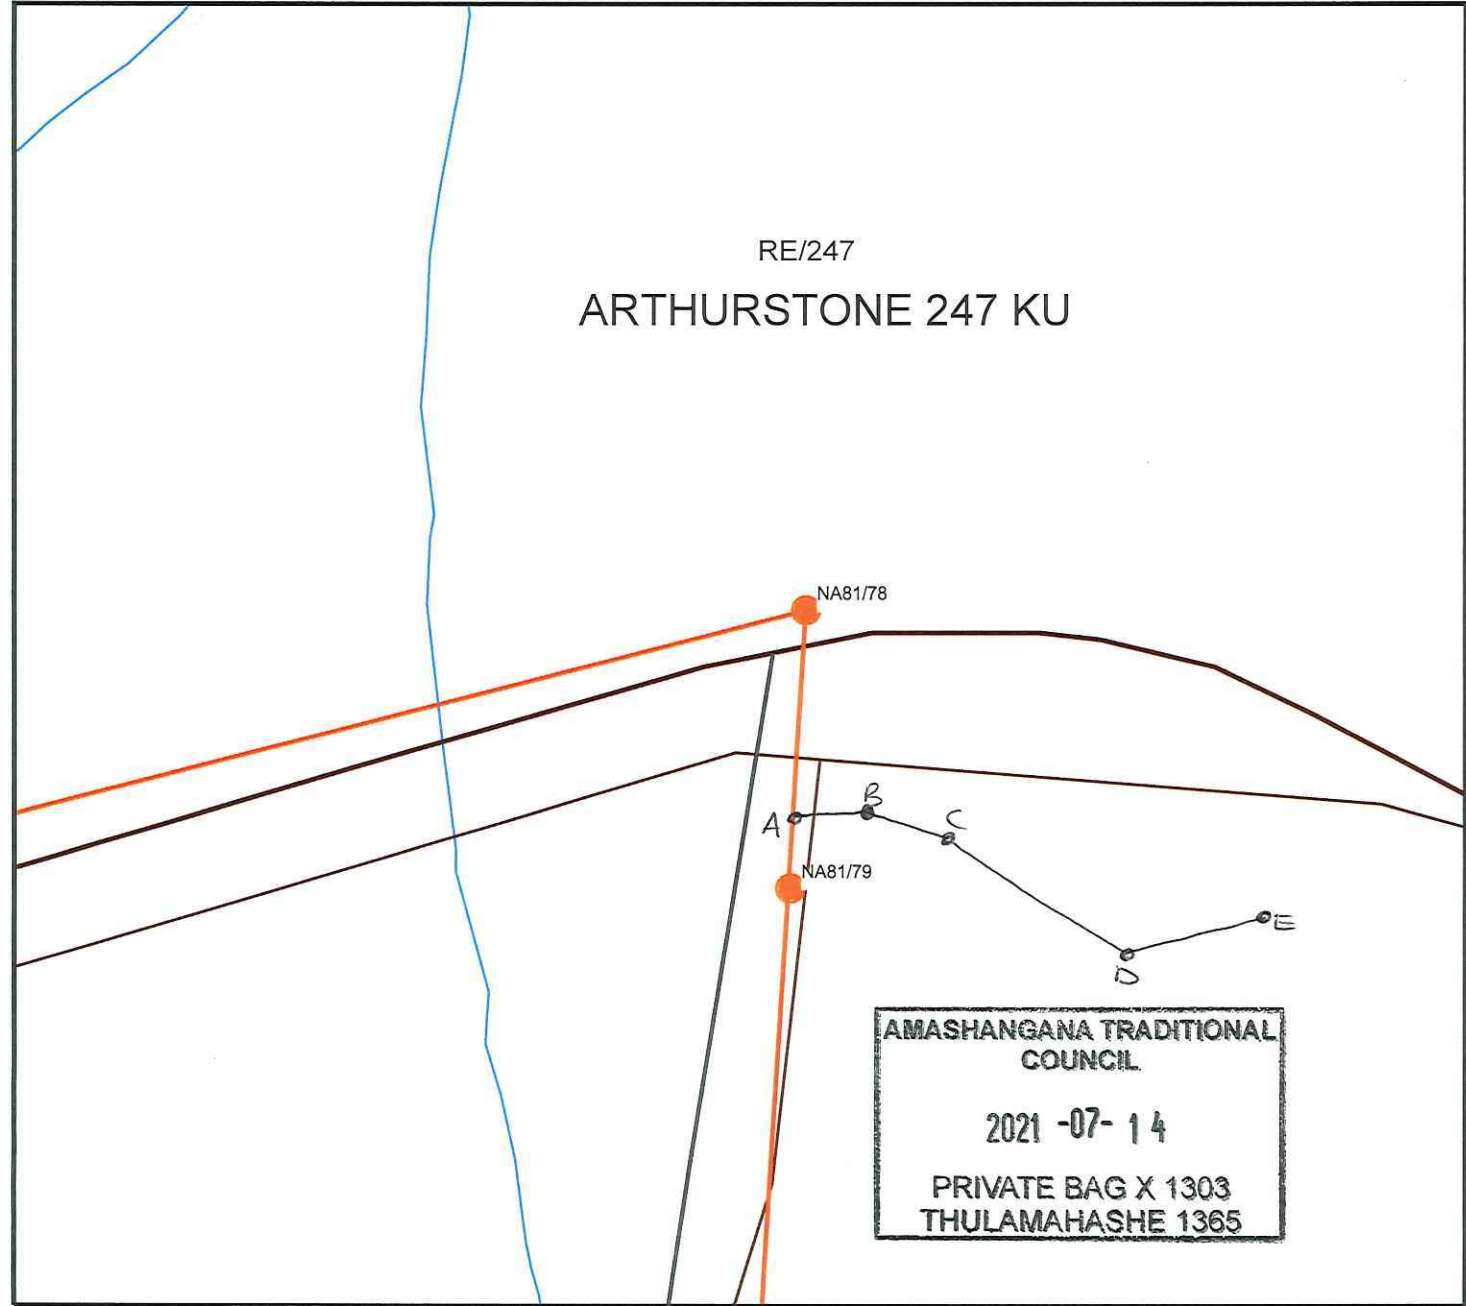 RE/247
ARTHURSTONE 247 KU
NA81/78
A
B
C
NA81/79
E
D
AMASHANGANA TRADITIONAL
COUNCIL
2021 -07- 14
PRIVATE BAG X 1303
THULAMAHASHE 1365